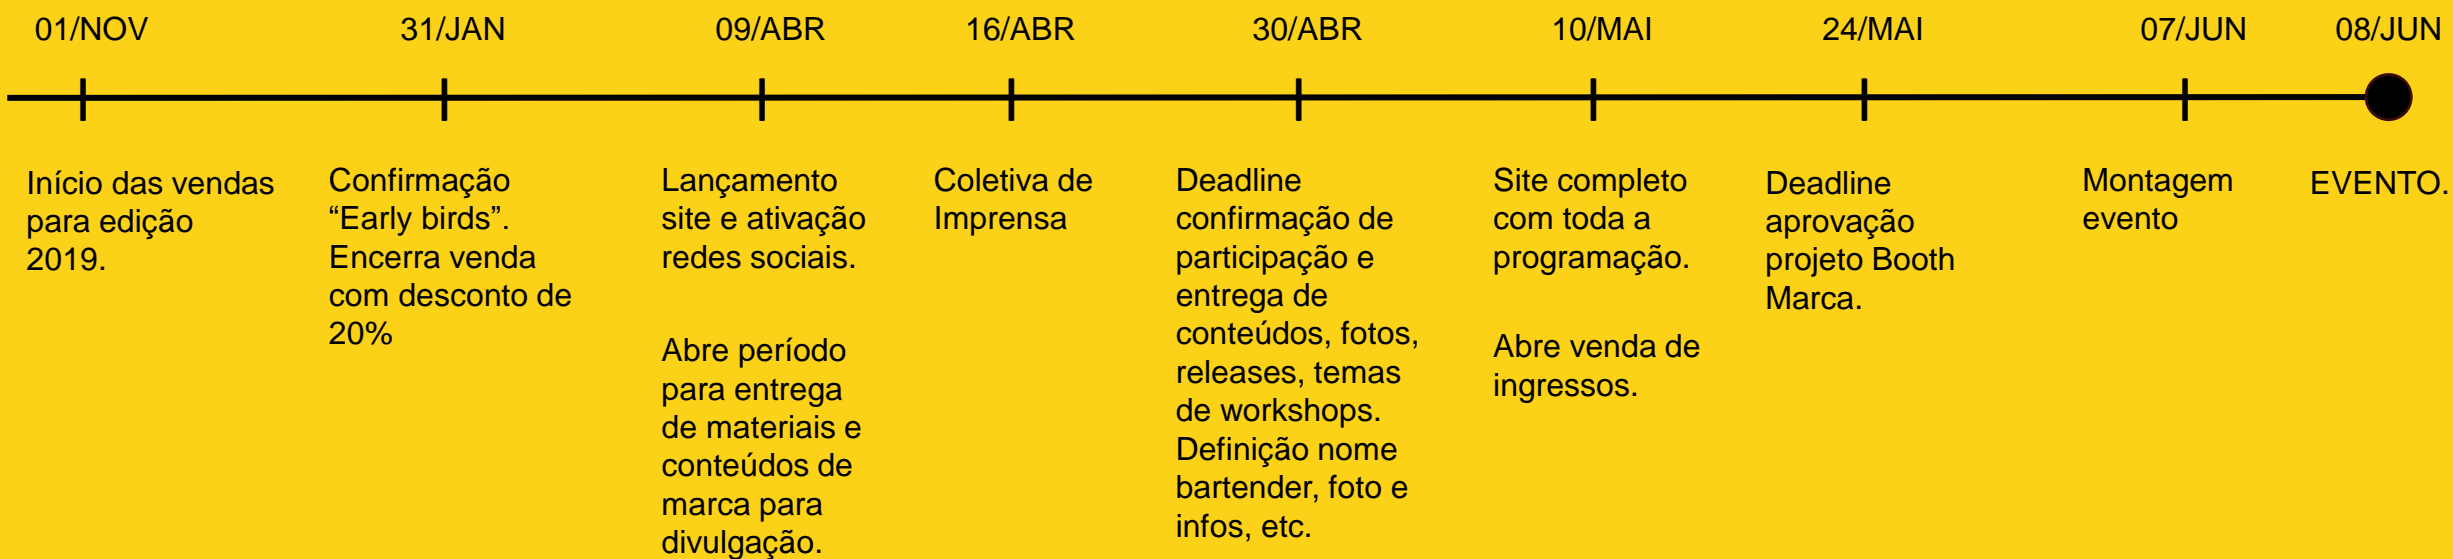 01/NOV
31/JAN
09/ABR
16/ABR
30/ABR
10/MAI
24/MAI
07/JUN
08/JUN
Início das vendas
para edição
2019.
Confirmação
“Early birds”.
Encerra venda
com desconto de
20%
Lançamento
site e ativação
redes sociais.
Abre período
para entrega
de materiais e
conteúdos de
marca para
divulgação.
Coletiva de
Imprensa
Deadline
confirmação de
participação e
entrega de
conteúdos, fotos,
releases, temas
de workshops.
Definição nome
bartender, foto e
infos, etc.
Site completo
com toda a
programação.
Abre venda de
ingressos.
Deadline
aprovação
projeto Booth
Marca.
Montagem
evento
EVENTO.